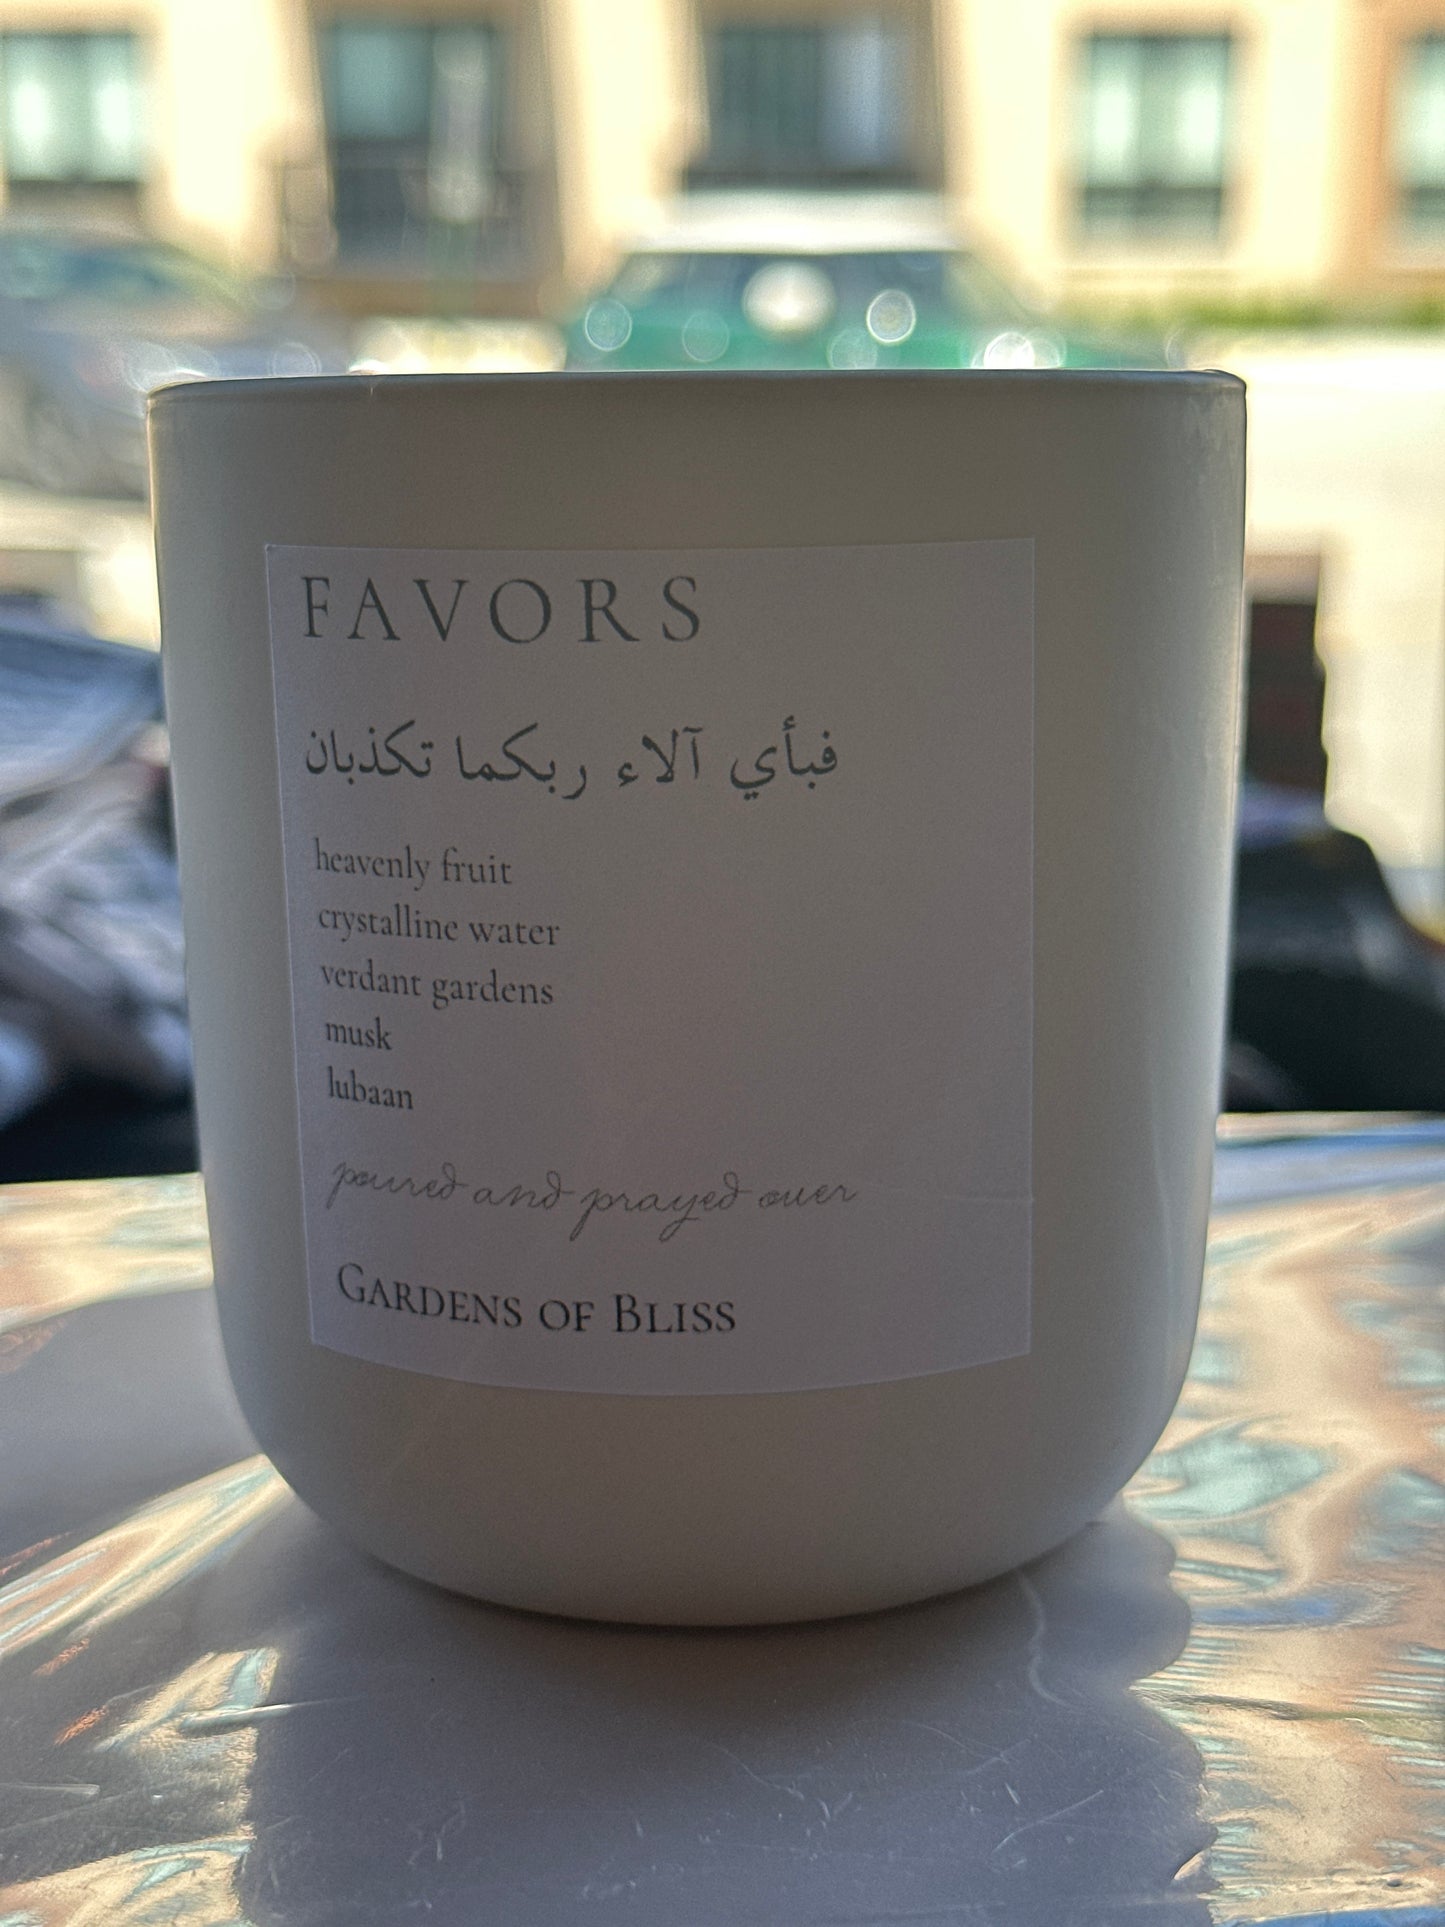 FAVORS
فبأي آلاء ربكما تكذبان
heavenly fruit
crystalline water
verdant gardens
musk
lubaan
poured and prayed over
GARDENS OF BLISS